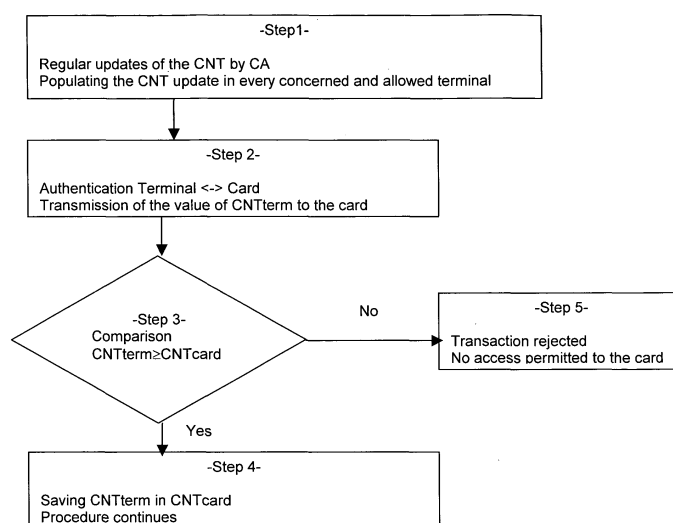 -Step1-
Regular updates of the CNT by CA
Populating the CNT update in every concerned and allowed terminal
-Step 2-
Authentication Terminal <-> Card
Transmission of the value of CNTterm to the card
-Step 3-
Comparison
CNTterm≥CNTcard
No
-Step 5-
Transaction rejected
No access permitted to the card
Yes
-Step 4-
Saving CNTterm in CNTcard
Procedure continues